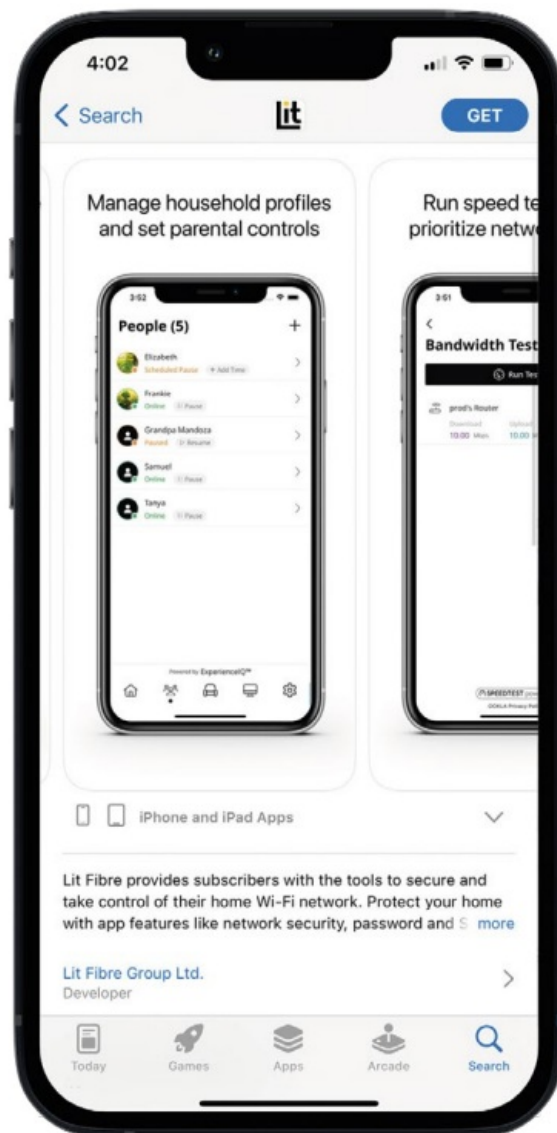 4:02
Search
Lit
GET
Manage household profiles
and set parental controls
3:52
People (5)
+
Elizabeth
Scheduled Pause + Add Time
Frankie
Online Pause
Grandpa Mandoza
Paused Resume
Samuel
Online Pause
Tanya
Online Pause
Powered by ExperienceIQ™
Run speed te
prioritize netwo
3:51
Bandwidth Test
Run Tes
prod's Router
Download Upload
10.00 Mbps 10.00
SPEEDTEST
OOKLA Privacy Poli
iPhone and iPad Apps
Lit Fibre provides subscribers with the tools to secure and
take control of their home Wi-Fi network. Protect your home
with app features like network security, password and S more
Lit Fibre Group Ltd.
Developer
Today
Games
Apps
Arcade
Search